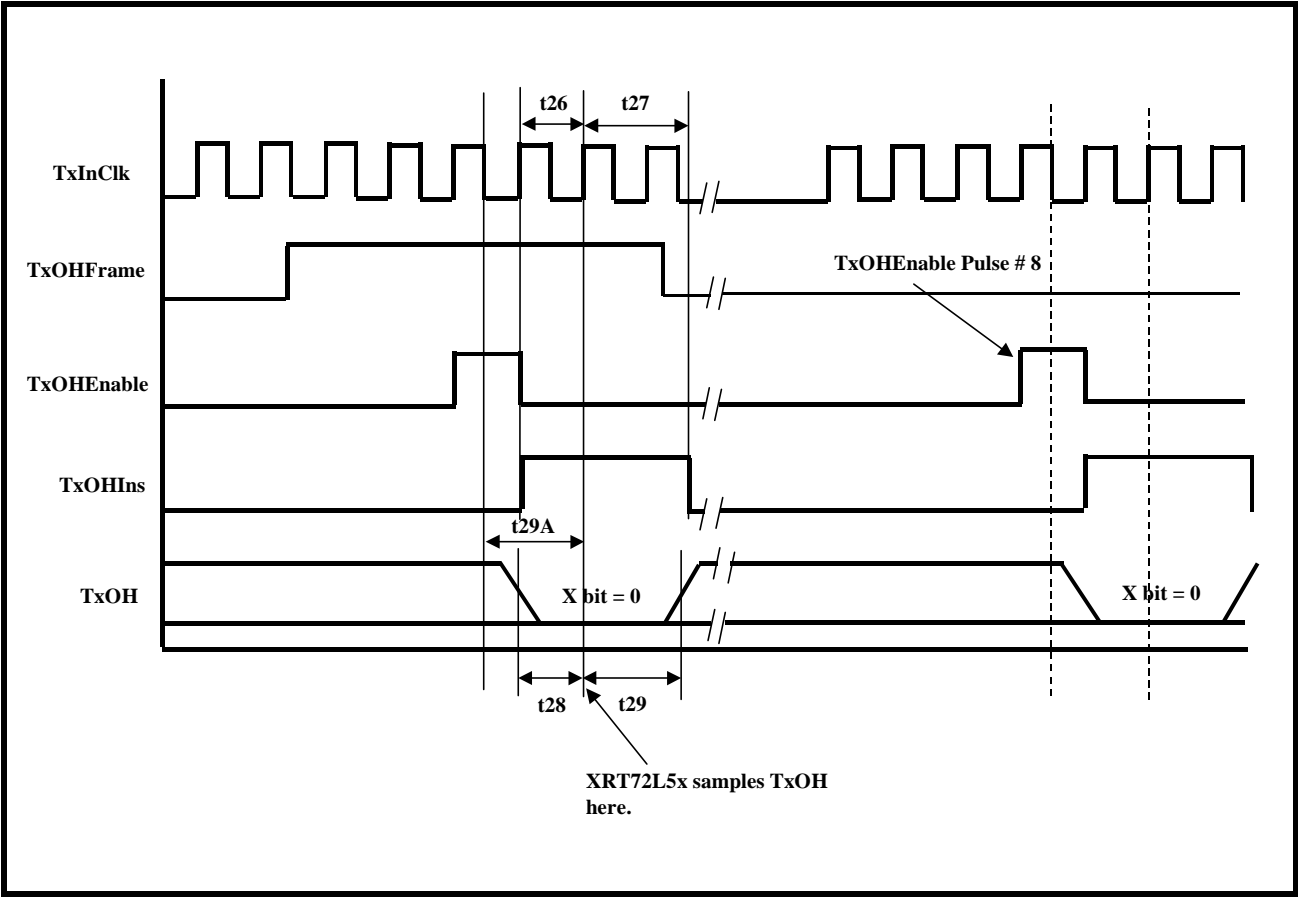 t26
t27
TxInClk
TxOHFrame
TxOHEnable Pulse # 8
TxOHEnable
TxOHIns
t29A
TxOH
X bit = 0
X bit = 0
t28
t29
XRT72L5x samples TxOH
here.